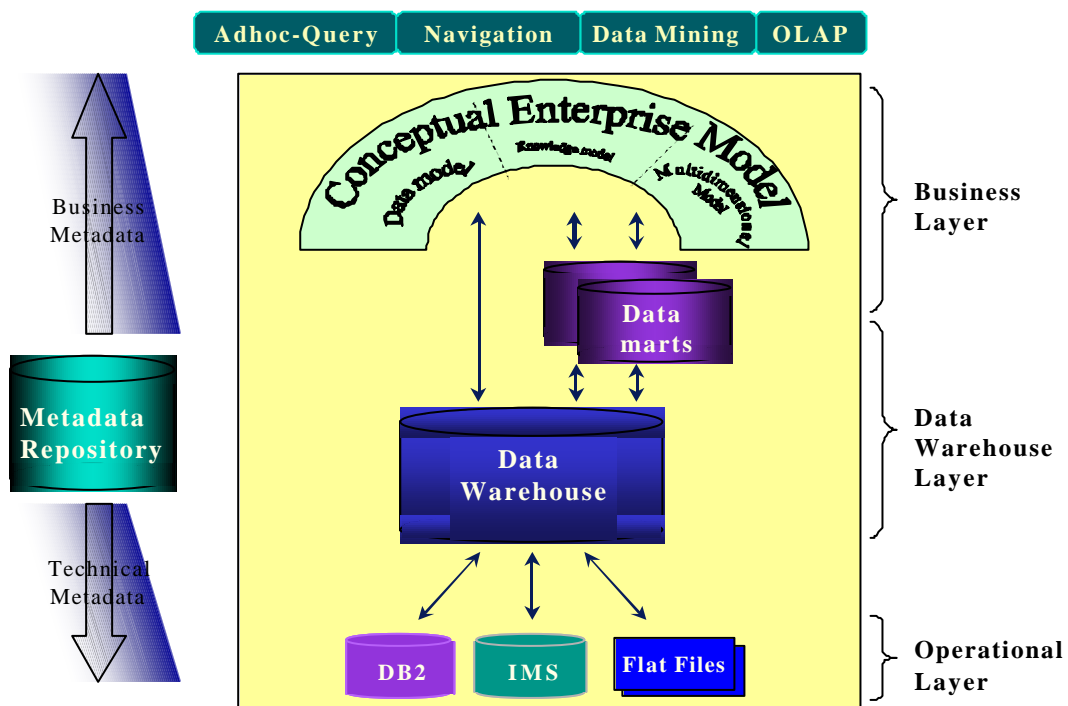 Adhoc-Query Navigation Data Mining OLAP
Conceptual Enterprise Model
Data model
Knowledge model
Multidimensional
Model
Business
Metadata
Business
Layer
Data
marts
Metadata
Repository
Data
Warehouse
Data
Warehouse
Layer
Technical
Metadata
DB2
IMS
Flat Files
Operational
Layer